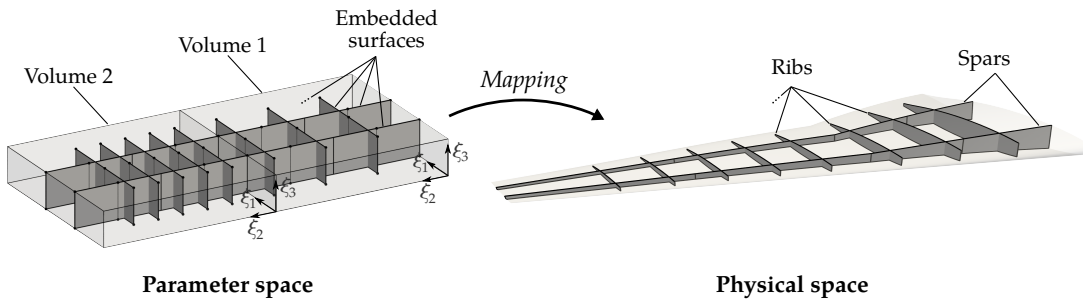 Embedded
surfaces
Volume 1
Volume 2
Mapping
Ribs
Spars
ξ3
ξ1
ξ2
ξ3
ξ1
ξ2
Parameter space
Physical space